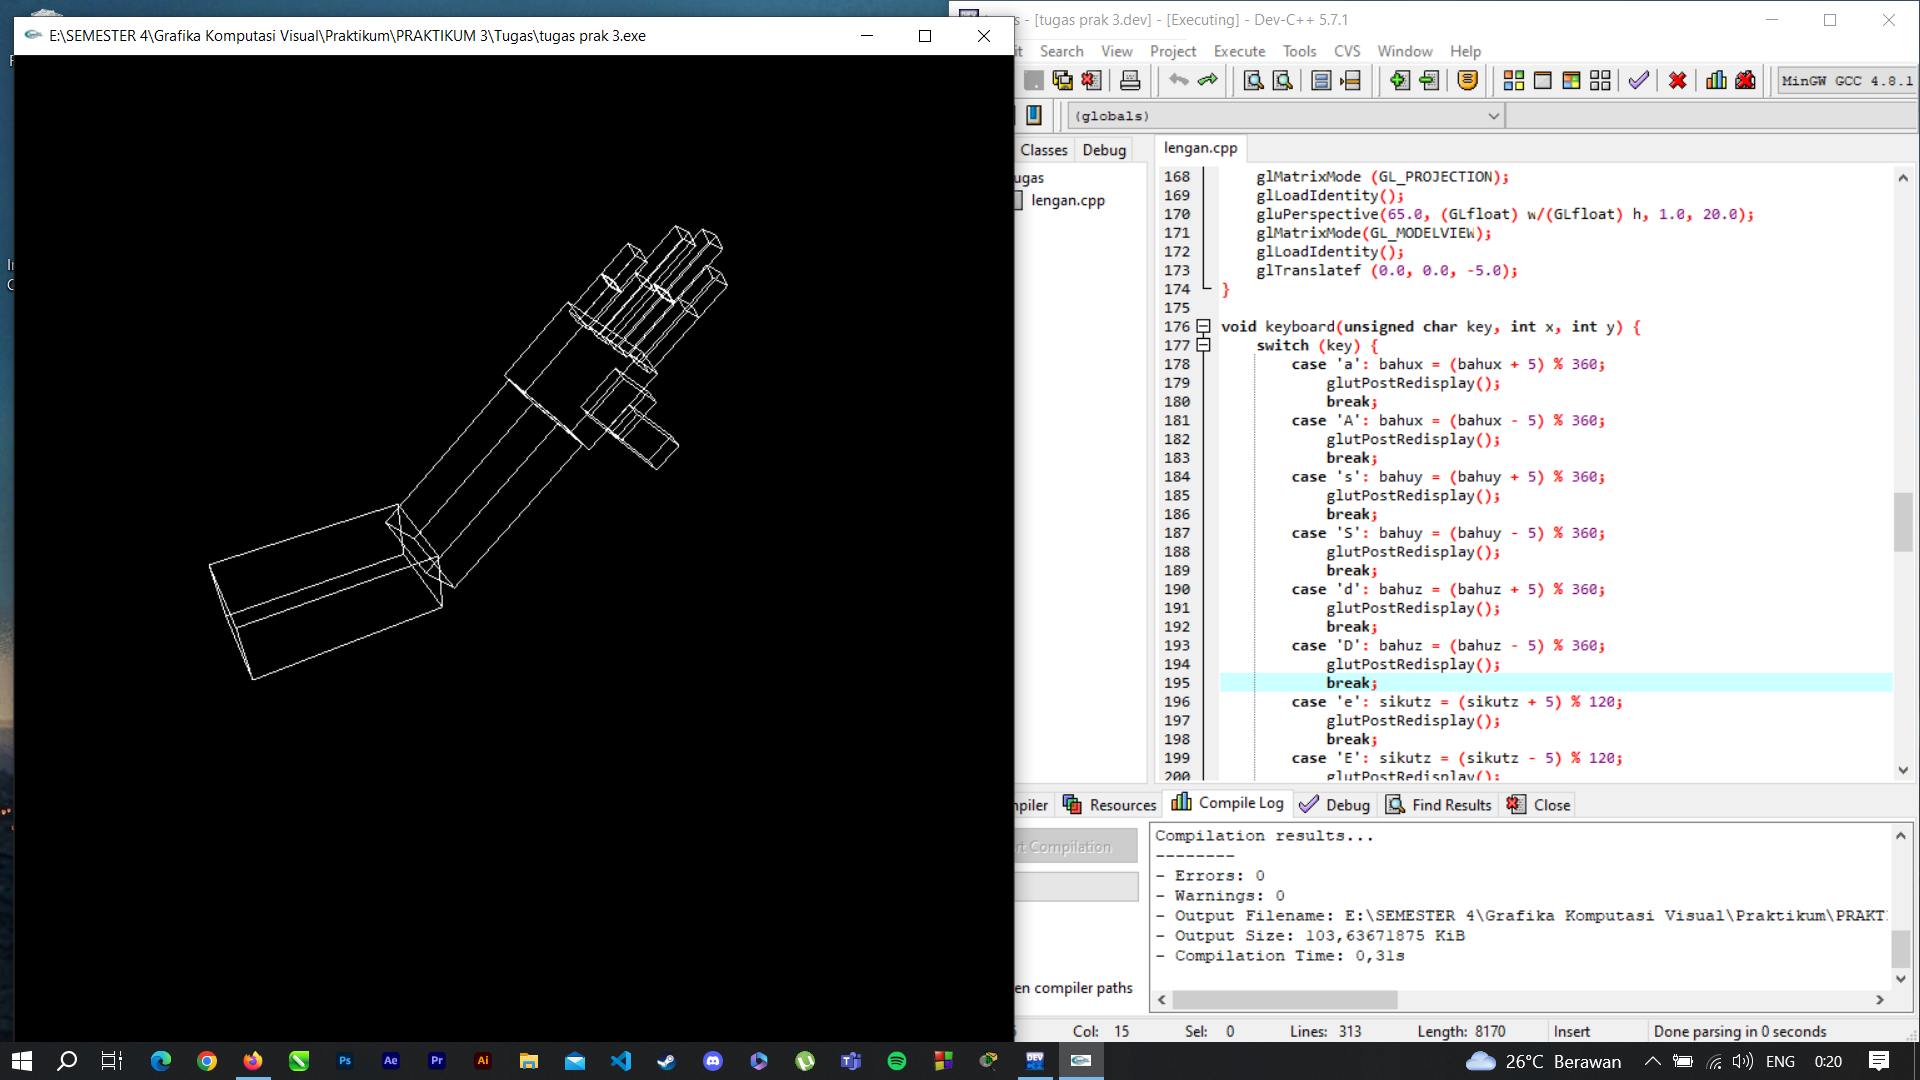 E:\SEMESTER 4\Grafika Komputasi Visual\Praktikum\PRAKTIKUM 3\Tugas\tugas prak 3.exe
- [tugas prak 3.dev] - [Executing] - Dev-C++ 5.7.1
Search View Project Execute Tools CVS Window Help
MinGW GCC 4.8.1
(globals)
Classes Debug
lengan.cpp
ugas
lengan.cpp
168 glMatrixMode (GL_PROJECTION);
169 glLoadIdentity();
170 gluPerspective(65.0, (GLfloat) w/(GLfloat) h, 1.0, 20.0);
171 glMatrixMode(GL_MODELVIEW);
172 glLoadIdentity();
173 glTranslatef (0.0, 0.0, -5.0);
174 }
175
176 void keyboard(unsigned char key, int x, int y) {
177 switch (key) {
178 case 'a': bahux = (bahux + 5) % 360;
179 glutPostRedisplay();
180 break;
181 case 'A': bahux = (bahux - 5) % 360;
182 glutPostRedisplay();
183 break;
184 case 's': bahuy = (bahuy + 5) % 360;
185 glutPostRedisplay();
186 break;
187 case 'S': bahuy = (bahuy - 5) % 360;
188 glutPostRedisplay();
189 break;
190 case 'd': bahuz = (bahuz + 5) % 360;
191 glutPostRedisplay();
192 break;
193 case 'D': bahuz = (bahuz - 5) % 360;
194 glutPostRedisplay();
195 break;
196 case 'e': sikutz = (sikutz + 5) % 120;
197 glutPostRedisplay();
198 break;
199 case 'E': sikutz = (sikutz - 5) % 120;
200 glutPostRedisplay();
mpiler Resources Compile Log Debug Find Results Close
rt Compilation
en compiler paths
Compilation results...
--------
- Errors: 0
- Warnings: 0
- Output Filename: E:\SEMESTER 4\Grafika Komputasi Visual\Praktikum\PRAKT
- Output Size: 103,63671875 KiB
- Compilation Time: 0,31s
Col: 15 Sel: 0 Lines: 313 Length: 8170 Insert Done parsing in 0 seconds
Ps Ae Pr Ai DEV
26°C Berawan ENG 0:20